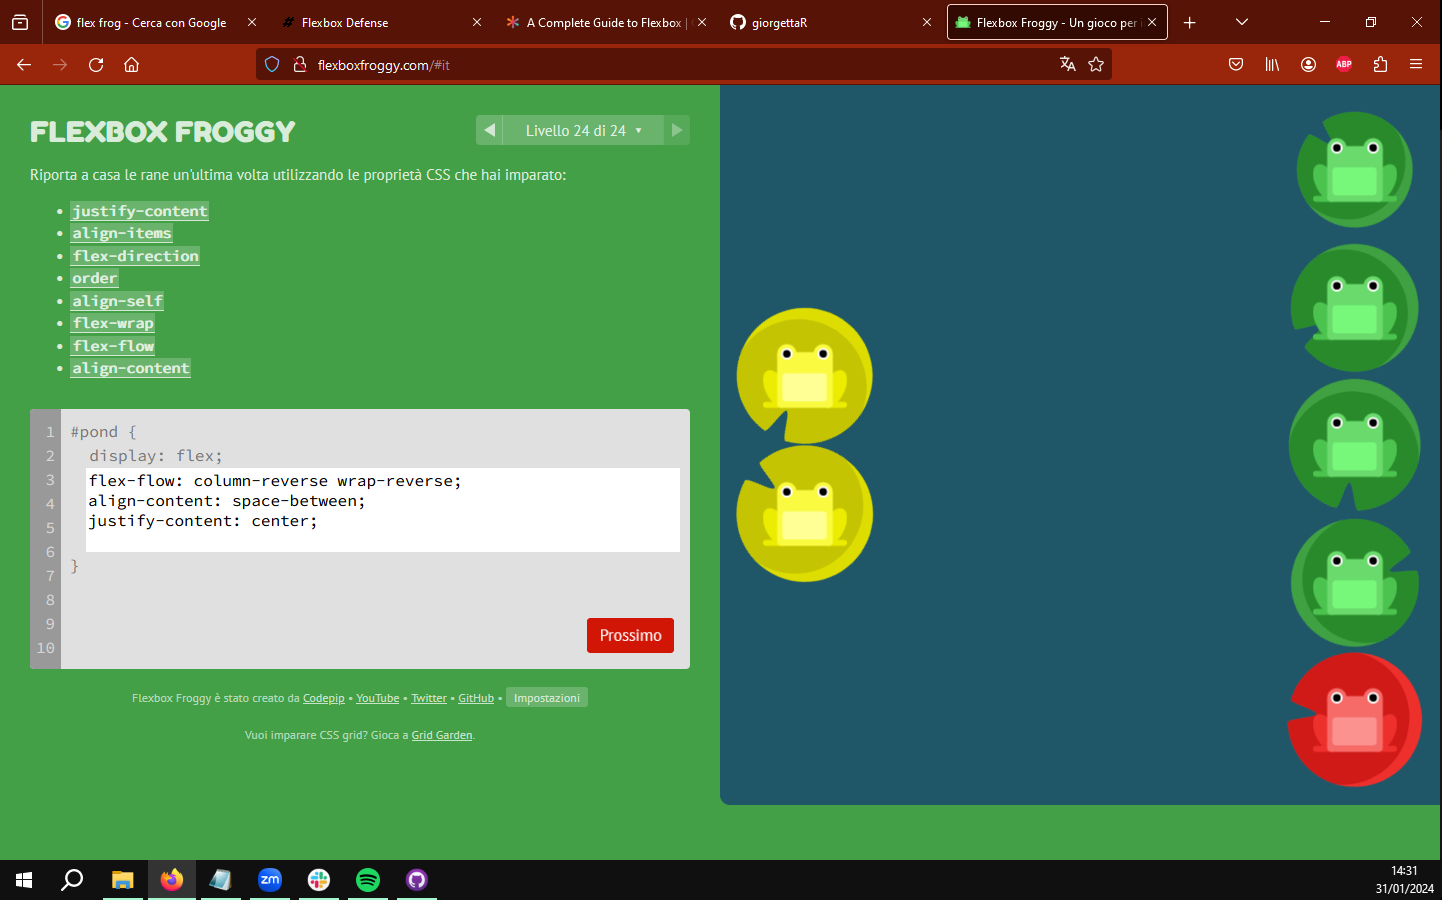 flex frog - Cerca con Google
Flexbox Defense
A Complete Guide to Flexbox |
giorgettaR
Flexbox Froggy - Un gioco per i
flexboxfroggy.com/#it
ABP
FLEXBOX FROGGY
Livello 24 di 24
Riporta a casa le rane un'ultima volta utilizzando le proprietà CSS che hai imparato:
• justify-content
• align-items
• flex-direction
• order
• align-self
• flex-wrap
• flex-flow
• align-content
1 #pond {
2 display: flex;
3 flex-flow: column-reverse wrap-reverse;
4 align-content: space-between;
5 justify-content: center;
6
7 }
8
9
10
Prossimo
Flexbox Froggy è stato creato da Codepip • YouTube • Twitter • GitHub • Impostazioni
Vuoi imparare CSS grid? Gioca a Grid Garden.
zm
14:31
31/01/2024